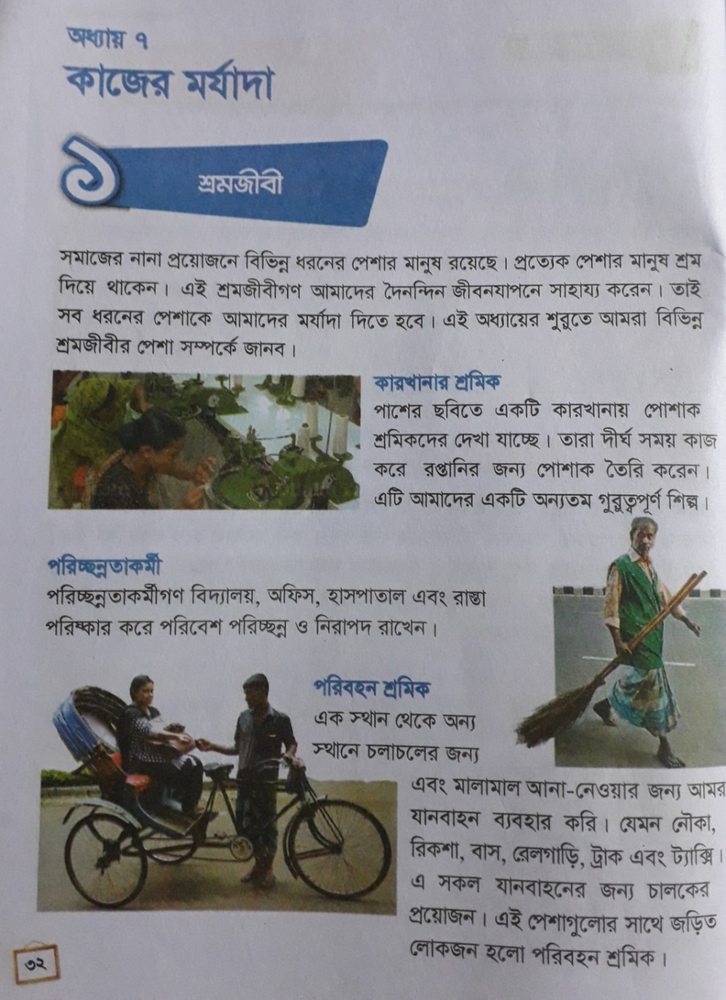 অধ্যায় ৭
কাজের মর্যাদা
১
শ্রমজীবী
সমাজের নানা প্রয়োজনে বিভিন্ন ধরনের পেশার মানুষ রয়েছে। প্রত্যেক পেশার মানুষ শ্রম
দিয়ে থাকেন। এই শ্রমজীবীগণ আমাদের দৈনন্দিন জীবনযাপনে সাহায্য করেন। তাই
সব ধরনের পেশাকে আমাদের মর্যাদা দিতে হবে। এই অধ্যায়ের শুরুতে আমরা বিভিন্ন
শ্রমজীবীর পেশা সম্পর্কে জানব।
কারখানার শ্রমিক
পাশের ছবিতে একটি কারখানায় পোশাক
শ্রমিকদের দেখা যাচ্ছে। তারা দীর্ঘ সময় কাজ
করে রপ্তানির জন্য পোশাক তৈরি করেন।
এটি আমাদের একটি অন্যতম গুরুত্বপূর্ণ শিল্প।
পরিচ্ছন্নতাকর্মী
পরিচ্ছন্নতাকর্মীগণ বিদ্যালয়, অফিস, হাসপাতাল এবং রাস্তা
পরিষ্কার করে পরিবেশ পরিচ্ছন্ন ও নিরাপদ রাখেন।
পরিবহন শ্রমিক
এক স্থান থেকে অন্য
স্থানে চলাচলের জন্য
এবং মালামাল আনা-নেওয়ার জন্য আমর
যানবাহন ব্যবহার করি। যেমন নৌকা,
রিকশা, বাস, রেলগাড়ি, ট্রাক এবং ট্যাক্সি।
এ সকল যানবাহনের জন্য চালকের
প্রয়োজন। এই পেশাগুলোর সাথে জড়িত
লোকজন হলো পরিবহন শ্রমিক।
৩২